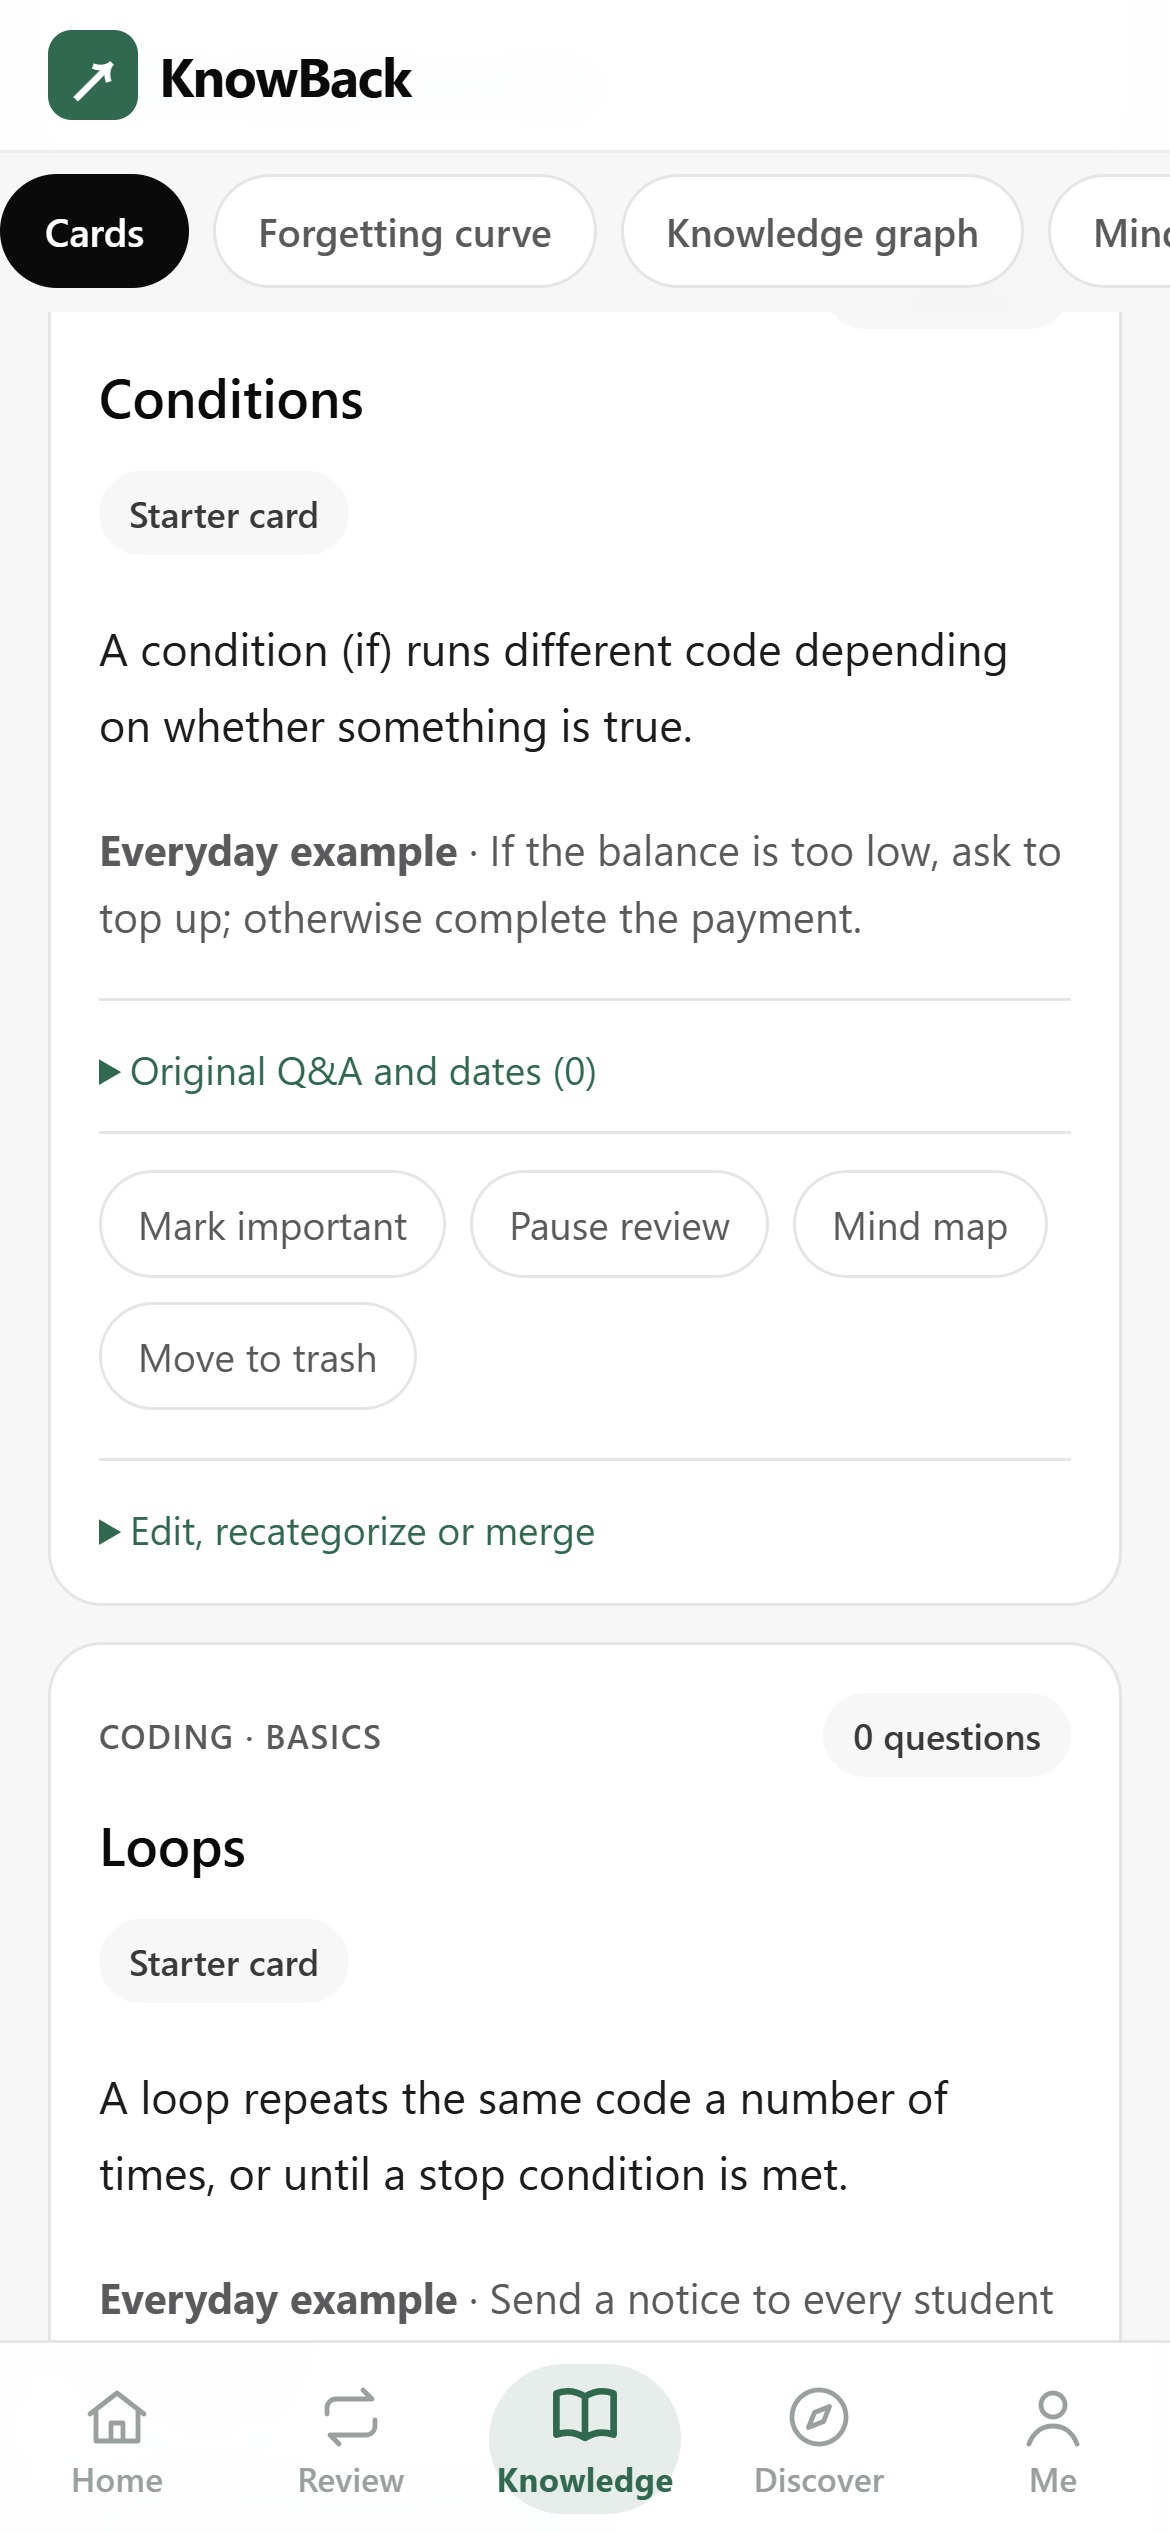 KnowBack
Cards
Forgetting curve
Knowledge graph
Conditions
Starter card
A condition (if) runs different code depending
on whether something is true.
Everyday example · If the balance is too low, ask to
top up; otherwise complete the payment.
Original Q&A and dates (0)
Mark important
Pause review
Mind map
Move to trash
Edit, recategorize or merge
CODING · BASICS
0 questions
Loops
Starter card
A loop repeats the same code a number of
times, or until a stop condition is met.
Everyday example · Send a notice to every student
Home
Review
Knowledge
Discover
Me